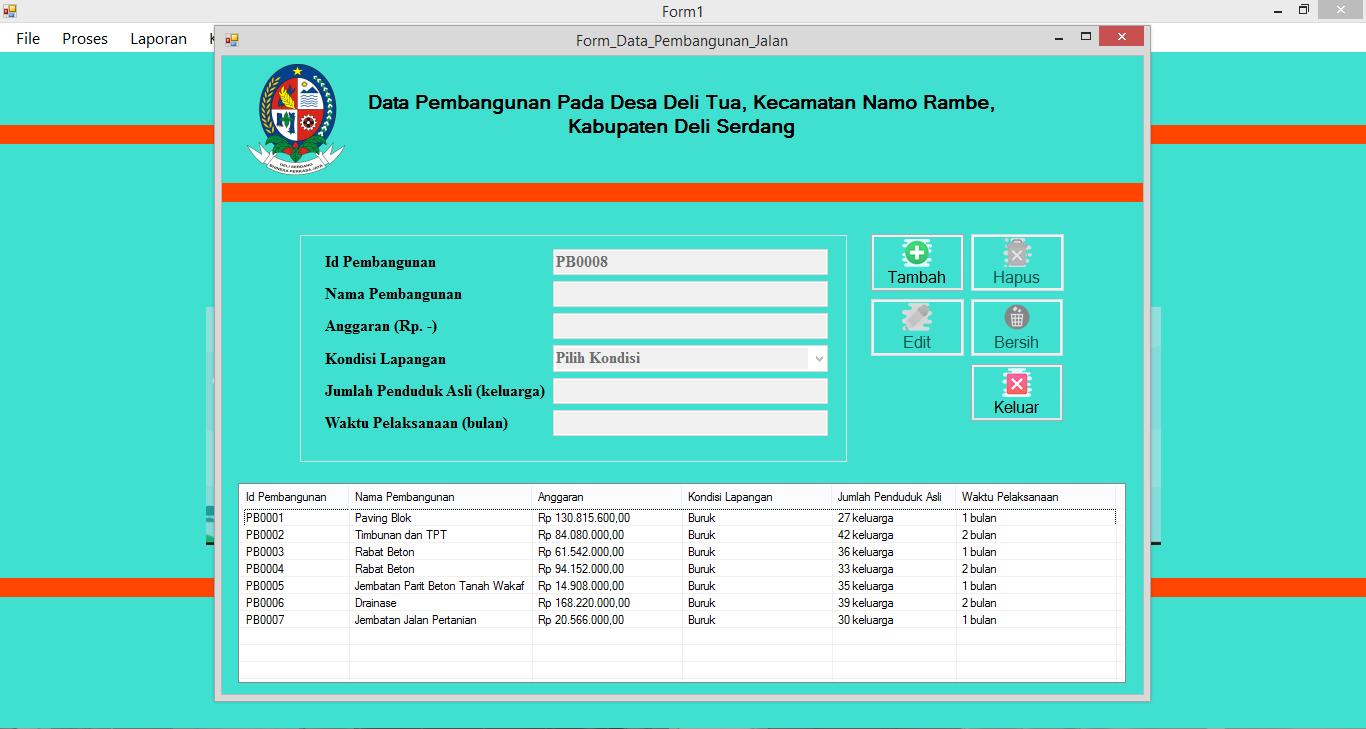 Form1
File Proses Laporan
Form_Data_Pembangunan_Jalan
DELI SERDANG
BHINNEKA PERKASA JAYA
Data Pembangunan Pada Desa Deli Tua, Kecamatan Namo Rambe,
Kabupaten Deli Serdang
Id Pembangunan PB0008
Nama Pembangunan
Anggaran (Rp. -)
Kondisi Lapangan Pilih Kondisi
Jumlah Penduduk Asli (keluarga)
Waktu Pelaksanaan (bulan)
Tambah Hapus
Edit Bersih
Keluar
Id Pembangunan Nama Pembangunan Anggaran Kondisi Lapangan Jumlah Penduduk Asli Waktu Pelaksanaan
PB0001 Paving Blok Rp 130.815.600,00 Buruk 27 keluarga 1 bulan
PB0002 Timbunan dan TPT Rp 84.080.000,00 Buruk 42 keluarga 2 bulan
PB0003 Rabat Beton Rp 61.542.000,00 Buruk 36 keluarga 1 bulan
PB0004 Rabat Beton Rp 94.152.000,00 Buruk 33 keluarga 2 bulan
PB0005 Jembatan Parit Beton Tanah Wakaf Rp 14.908.000,00 Buruk 35 keluarga 1 bulan
PB0006 Drainase Rp 168.220.000,00 Buruk 39 keluarga 2 bulan
PB0007 Jembatan Jalan Pertanian Rp 20.566.000,00 Buruk 30 keluarga 1 bulan